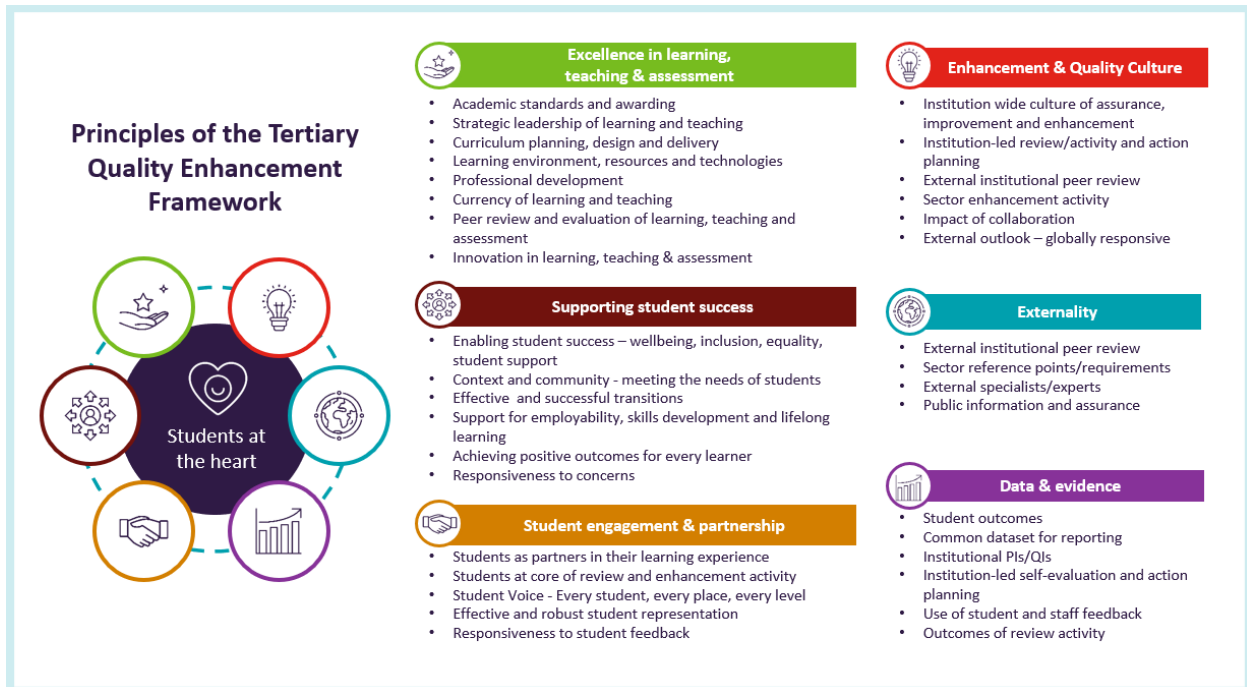 Principles of the Tertiary
Quality Enhancement
Framework
Students at
the heart
Excellence in learning,
teaching & assessment
• Academic standards and awarding
• Strategic leadership of learning and teaching
• Curriculum planning, design and delivery
• Learning environment, resources and technologies
• Professional development
• Currency of learning and teaching
• Peer review and evaluation of learning, teaching and
assessment
• Innovation in learning, teaching & assessment
Supporting student success
• Enabling student success – wellbeing, inclusion, equality,
student support
• Context and community - meeting the needs of students
• Effective and successful transitions
• Support for employability, skills development and lifelong
learning
• Achieving positive outcomes for every learner
• Responsiveness to concerns
Student engagement & partnership
• Students as partners in their learning experience
• Students at core of review and enhancement activity
• Student Voice - Every student, every place, every level
• Effective and robust student representation
• Responsiveness to student feedback
Enhancement & Quality Culture
• Institution wide culture of assurance,
improvement and enhancement
• Institution-led review/activity and action
planning
• External institutional peer review
• Sector enhancement activity
• Impact of collaboration
• External outlook – globally responsive
Externality
• External institutional peer review
• Sector reference points/requirements
• External specialists/experts
• Public information and assurance
Data & evidence
• Student outcomes
• Common dataset for reporting
• Institutional PIs/QIs
• Institution-led self-evaluation and action
planning
• Use of student and staff feedback
• Outcomes of review activity